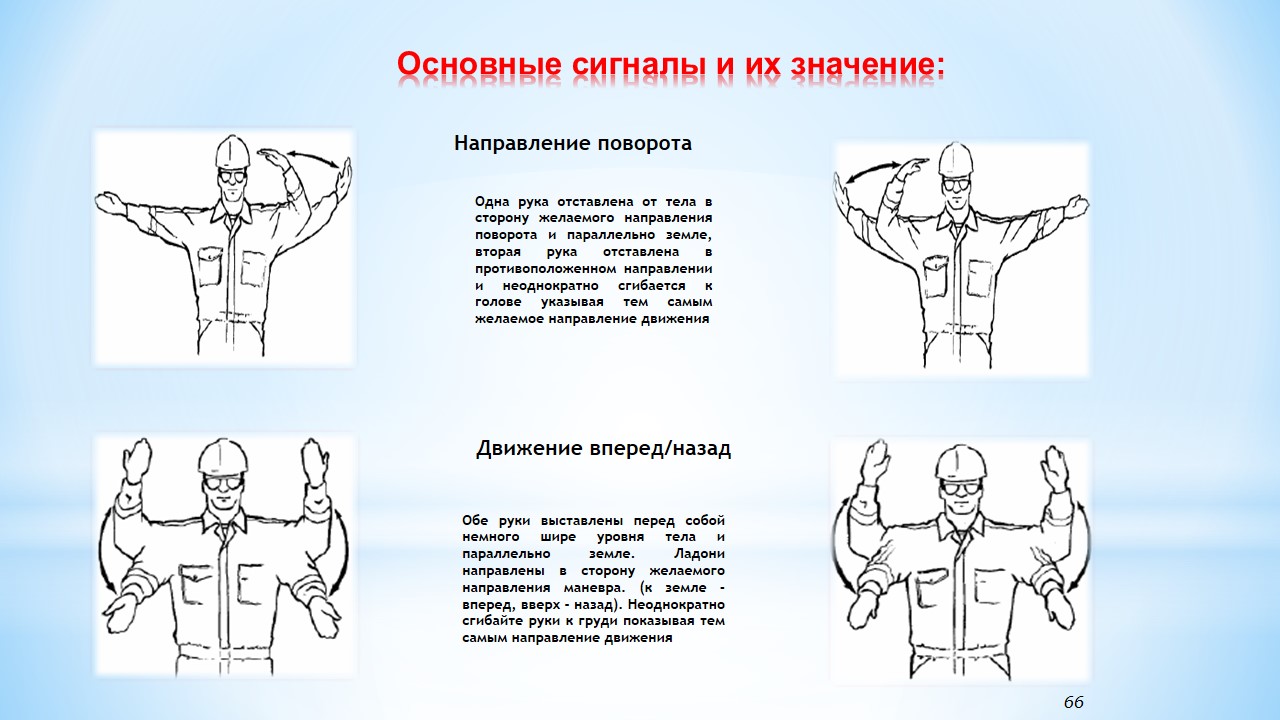 Основные сигналы и их значение:
Направление поворота
Одна рука отставлена от тела в
сторону желаемого направления
поворота и параллельно земле,
вторая рука отставлена в
противоположенном направлении
и неоднократно сгибается к
голове указывая тем самым
желаемое направление движения
Движение вперед/назад
Обе руки выставлены перед собой
немного шире уровня тела и
параллельно земле. Ладони
направлены в сторону желаемого
направления маневра. (к земле -
вперед, вверх - назад). Неоднократно
сгибайте руки к груди показывая тем
самым направление движения
66